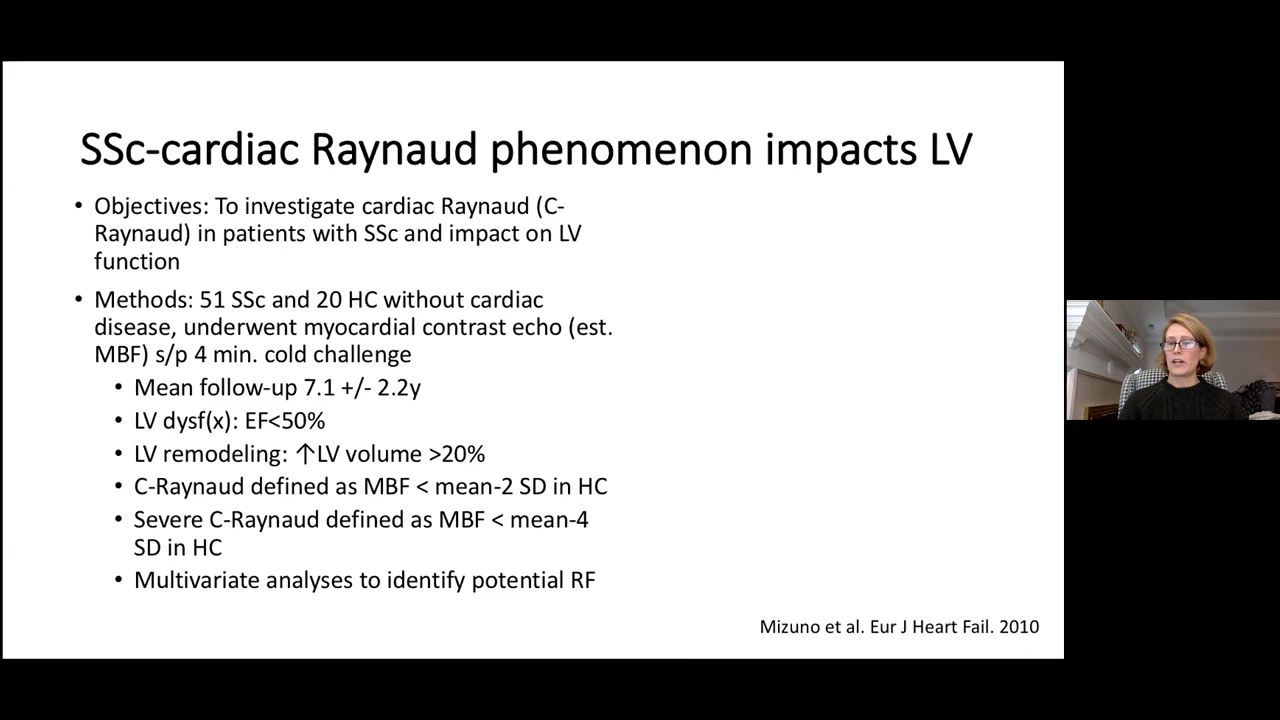 SSc-cardiac Raynaud phenomenon impacts LV
• Objectives: To investigate cardiac Raynaud (C-
Raynaud) in patients with SSc and impact on LV
function
• Methods: 51 SSc and 20 HC without cardiac
disease, underwent myocardial contrast echo (est.
MBF) s/p 4 min. cold challenge
• Mean follow-up 7.1 +/- 2.2y
• LV dysf(x): EF<50%
• LV remodeling: ↑LV volume >20%
• C-Raynaud defined as MBF < mean-2 SD in HC
• Severe C-Raynaud defined as MBF < mean-4
SD in HC
• Multivariate analyses to identify potential RF
Mizuno et al. Eur J Heart Fail. 2010